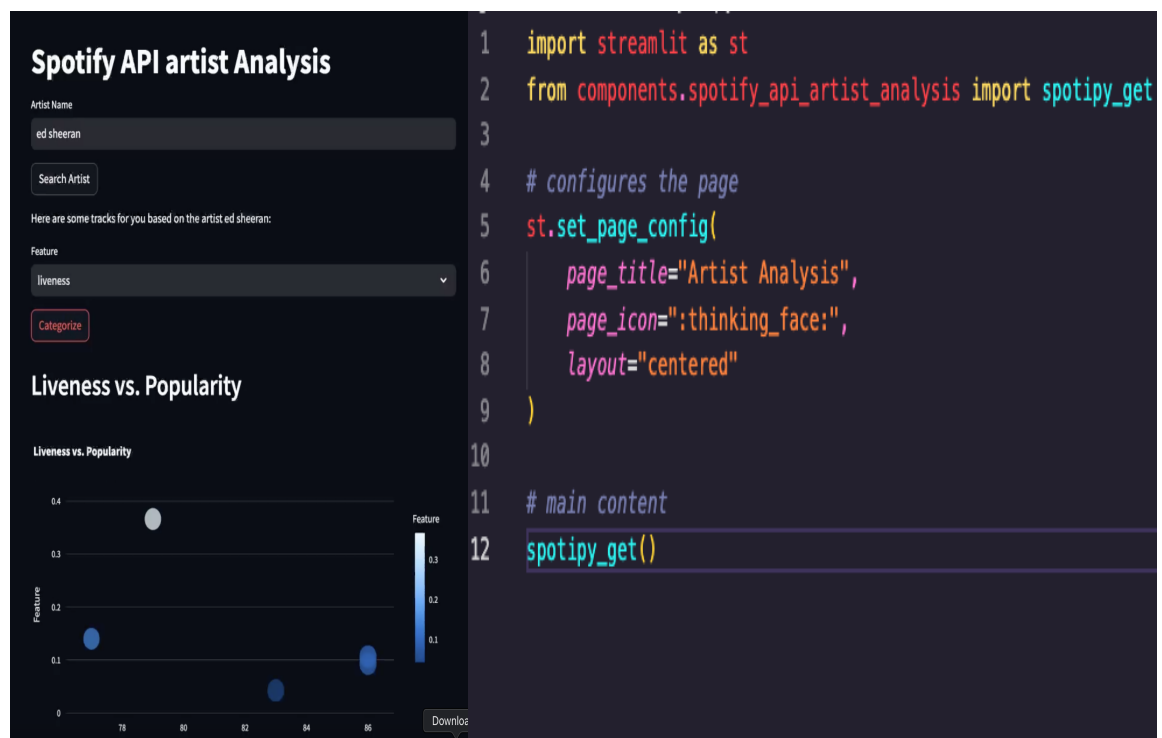 Spotify API artist Analysis
Artist Name
ed sheeran
Search Artist
Here are some tracks for you based on the artist ed sheeran:
Feature
liveness
Categorize
Liveness vs. Popularity
Liveness vs. Popularity
0.4
0.3
0.2
0.1
0
Feature
78
80
82
84
86
Feature
0.3
0.2
0.1
1 import streamlit as st
2 from components.spotify_api_artist_analysis import spotipy_get
3
4 # configures the page
5 st.set_page_config(
6 page_title="Artist Analysis",
7 page_icon=":thinking_face:",
8 layout="centered"
9 )
10
11 # main content
12 spotipy_get()